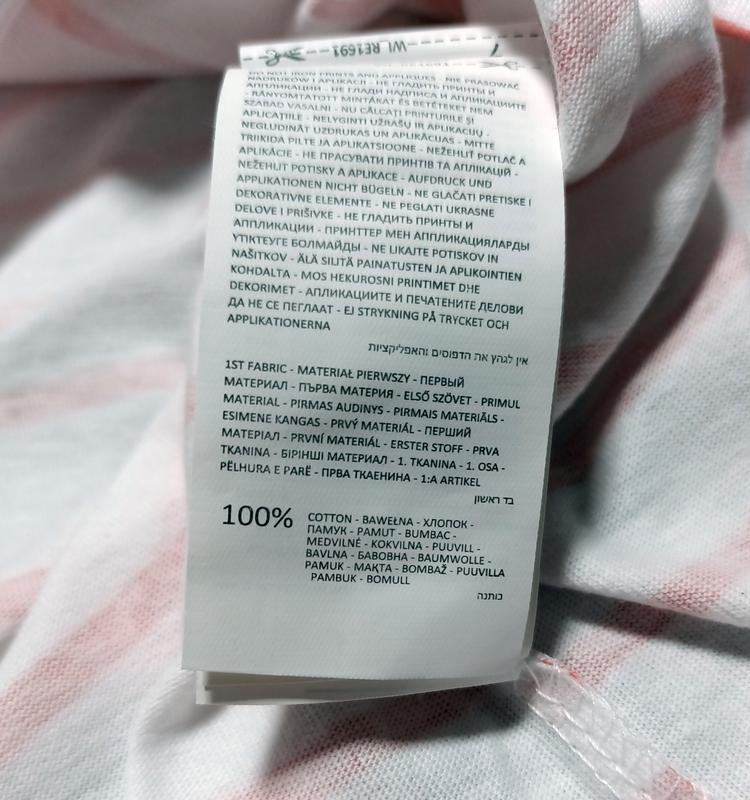 WL_RE1691
DO NOT IRON PRINTS AND APPLIQUES - NIE PRASOWAĆ
NADRUKÓW I APLIKACJI - НЕ ГЛАДИТЬ ПРИНТЫ И
АППЛИКАЦИИ - НЕ ГЛАДИ НАДПИСА И АПЛИКАЦИИТЕ
- RÁNYOMTATOTT MINTÁKAT ÉS BETÉTEKET NEM
SZABAD VASALNI - NU CĂLCAȚI PRINTURILE ȘI
APLICAȚIILE - NELYGINTI UŽRAŠŲ IR APLIKACIJŲ -
NEGLUDINĀT UZDRUKAS UN APLIKĀCIJAS - MITTE
TRIIKIDA PILTE JA APLIKATSIOONE - NEŽEHLIŤ POTLAČ A
APLIKÁCIE - НЕ ПРАСУВАТИ ПРИНТІВ ТА АПЛІКАЦІЙ -
NEŽEHLIT POTISKY A APLIKACE - AUFDRUCK UND
APPLIKATIONEN NICHT BÜGELN - NE GLAČATI PRETISKE I
DEKORATIVNE ELEMENTE - NE PEGLATI UKRASNE
DELOVE I PRIŠIVKE - НЕ ГЛАДИТЬ ПРИНТЫ И
АППЛИКАЦИИ - ПРИНТТЕР МЕН АППЛИКАЦИЯЛАРДЫ
ҮТІКТЕУГЕ БОЛМАЙДЫ - NE LIKAJTE POTISKOV IN
NAŠITKOV - ÄLÄ SILITÄ PAINATUSTEN JA APLIKOINTIEN
KOHDALTA - MOS HEKUROSNI PRINTIMET DHE
DEKORIMET - АПЛИКАЦИИТЕ И ПЕЧАТЕНИТЕ ДЕЛОВИ
ДА НЕ СЕ ПЕГЛААТ - EJ STRYKNING PÅ TRYCKET OCH
APPLIKATIONERNA
אין לגהץ את הדפוסים והאפליקציות
1ST FABRIC - MATERIAŁ PIERWSZY - ПЕРВЫЙ
МАТЕРИАЛ - ПЪРВА МАТЕРИЯ - ELSŐ SZÖVET - PRIMUL
MATERIAL - PIRMAS AUDINYS - PIRMAIS MATERIĀLS -
ESIMENE KANGAS - PRVÝ MATERIÁL - ПЕРШИЙ
МАТЕРІАЛ - PRVNÍ MATERIÁL - ERSTER STOFF - PRVA
TKANINA - БІРІНШІ МАТЕРИАЛ - 1. TKANINA - 1. OSA -
PËLHURA E PARË - ПРВА ТКАЕНИНА - 1:A ARTIKEL
בד ראשון
100% COTTON - BAWEŁNA - ХЛОПОК -
ПАМУК - PAMUT - BUMBAC -
MEDVILNĖ - KOKVILNA - PUUVILL -
BAVLNA - БАВОВНА - BAUMWOLLE -
PAMUK - МАҚТА - BOMBAŽ - PUUVILLA
PAMBUK - BOMULL
כותנה